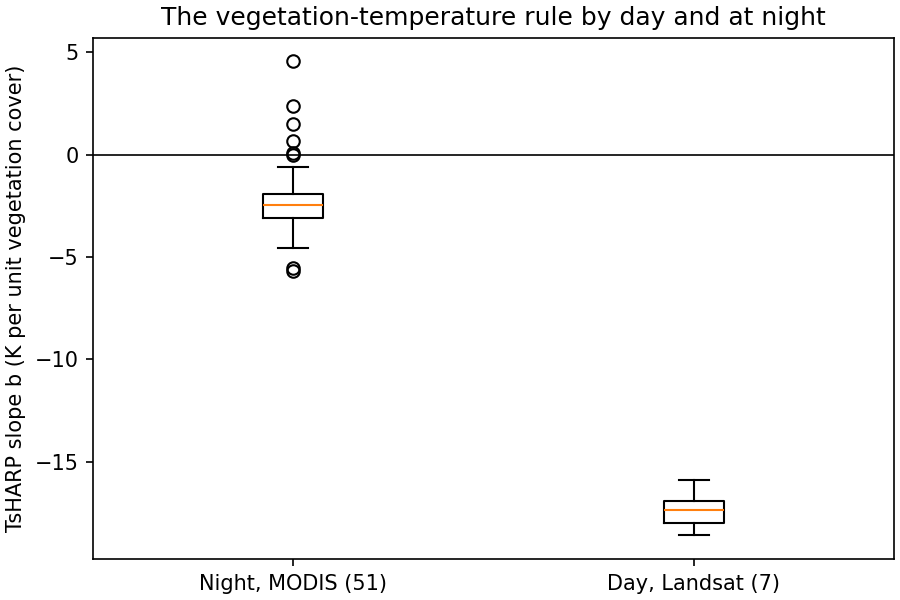 The vegetation-temperature rule by day and at night
TsHARP slope b (K per unit vegetation cover)
5
0
−5
−10
−15
Night, MODIS (51)
Day, Landsat (7)